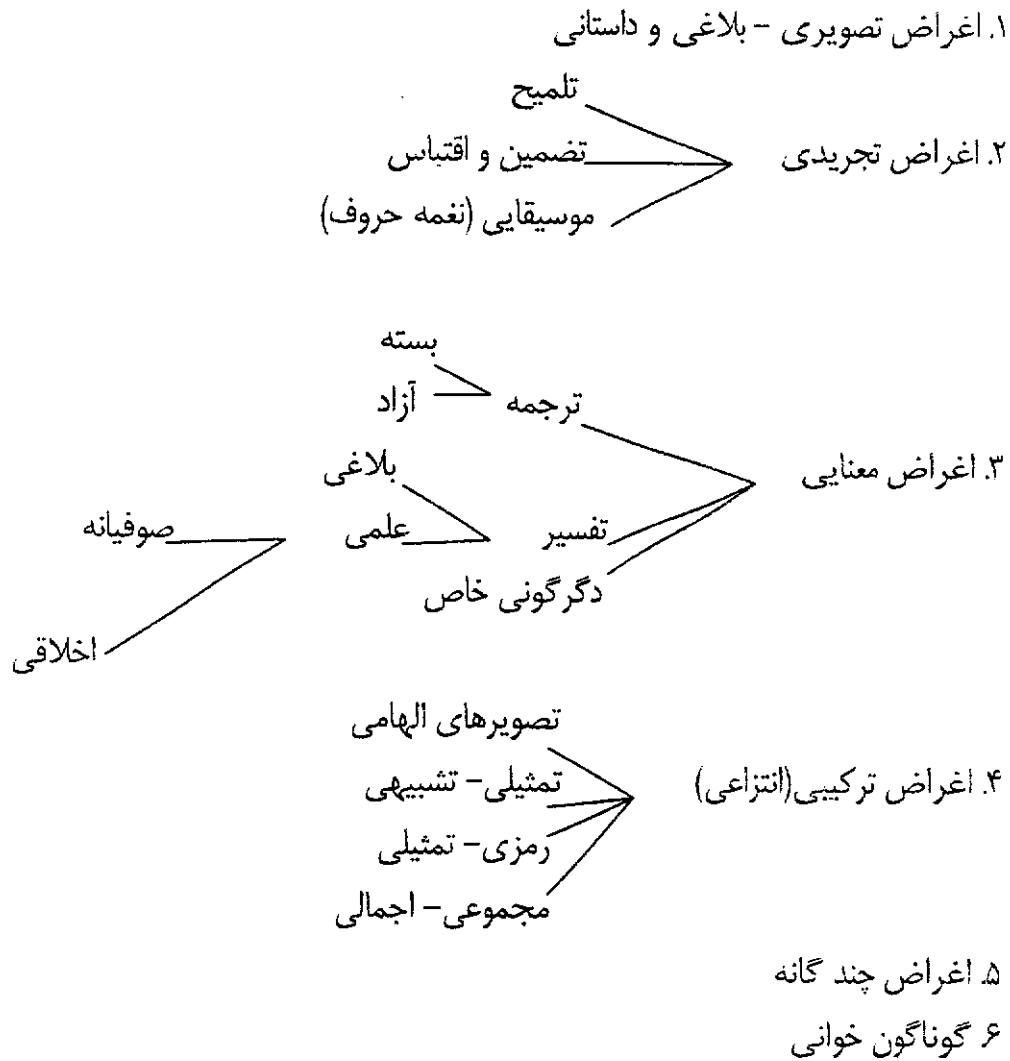 ۱. اغراض تصویری – بلاغی و داستانی
تلمیح
۲. اغراض تجریدی تضمین و اقتباس
موسیقایی (نغمه حروف)
بسته
ترجمه آزاد
بلاغی
۳. اغراض معنایی
تفسیر علمی صوفیانه
دگرگونی خاص
اخلاقی
تصویرهای الهامی
۴. اغراض ترکیبی(انتزاعی) تمثیلی– تشبیهی
رمزی– تمثیلی
مجموعی– اجمالی
۵. اغراض چند گانه
۶ گوناگون خوانی